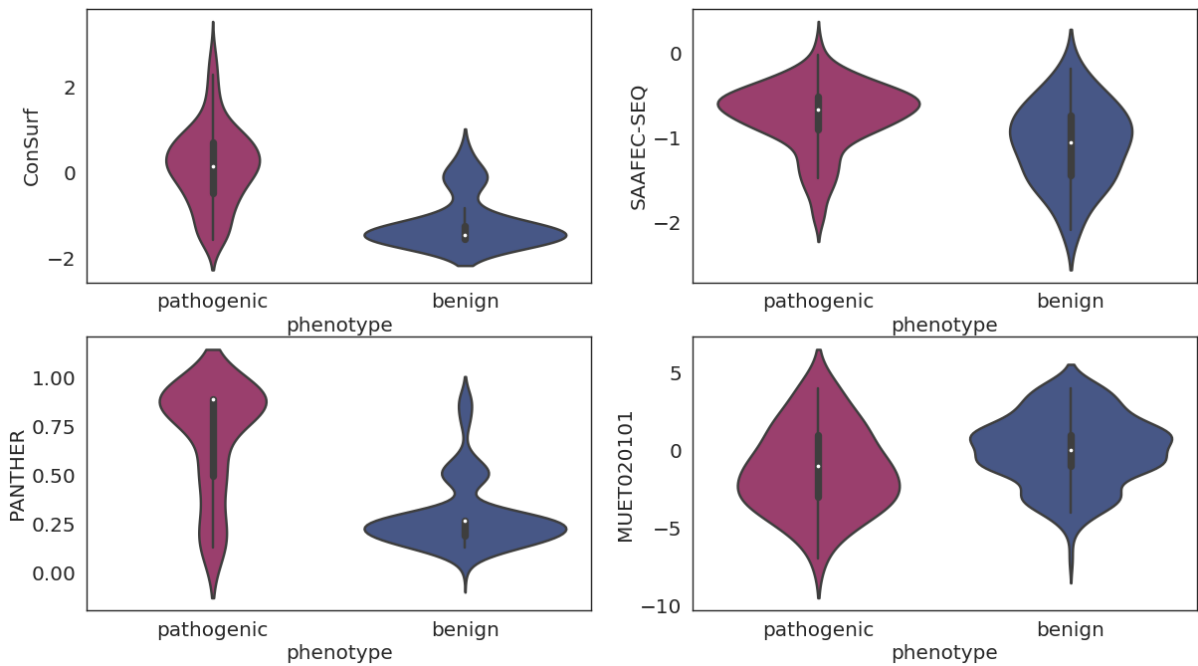 ConSurf
2
0
−2
pathogenic
benign
phenotype
SAAFEC-SEQ
0
−1
−2
pathogenic
benign
phenotype
PANTHER
1.00
0.75
0.50
0.25
0.00
pathogenic
benign
phenotype
MUET020101
5
0
−5
−10
pathogenic
benign
phenotype